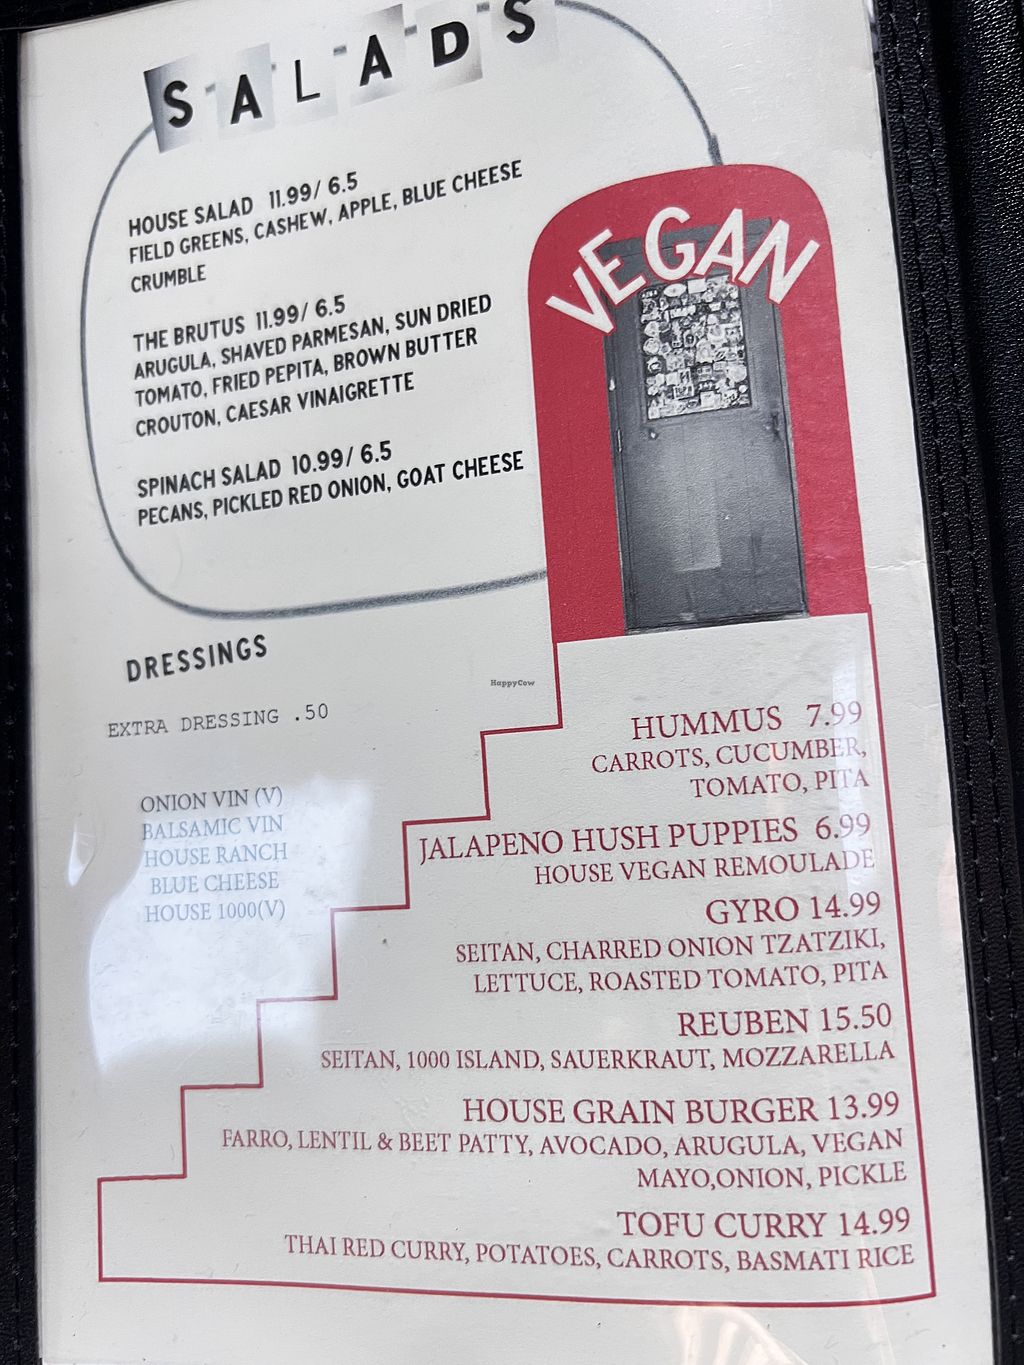 SALADS
HOUSE SALAD 11.99/ 6.5
FIELD GREENS, CASHEW, APPLE, BLUE CHEESE
CRUMBLE
THE BRUTUS 11.99/ 6.5
ARUGULA, SHAVED PARMESAN, SUN DRIED
TOMATO, FRIED PEPITA, BROWN BUTTER
CROUTON, CAESAR VINAIGRETTE
SPINACH SALAD 10.99/ 6.5
PECANS, PICKLED RED ONION, GOAT CHEESE
DRESSINGS
EXTRA DRESSING .50
ONION VIN (V)
BALSAMIC VIN
HOUSE RANCH
BLUE CHEESE
HOUSE 1000(V)
VEGAN
HappyCow
HUMMUS 7.99
CARROTS, CUCUMBER,
TOMATO, PITA
JALAPENO HUSH PUPPIES 6.99
HOUSE VEGAN REMOULADE
GYRO 14.99
SEITAN, CHARRED ONION TZATZIKI,
LETTUCE, ROASTED TOMATO, PITA
REUBEN 15.50
SEITAN, 1000 ISLAND, SAUERKRAUT, MOZZARELLA
HOUSE GRAIN BURGER 13.99
FARRO, LENTIL & BEET PATTY, AVOCADO, ARUGULA, VEGAN
MAYO,ONION, PICKLE
TOFU CURRY 14.99
THAI RED CURRY, POTATOES, CARROTS, BASMATI RICE